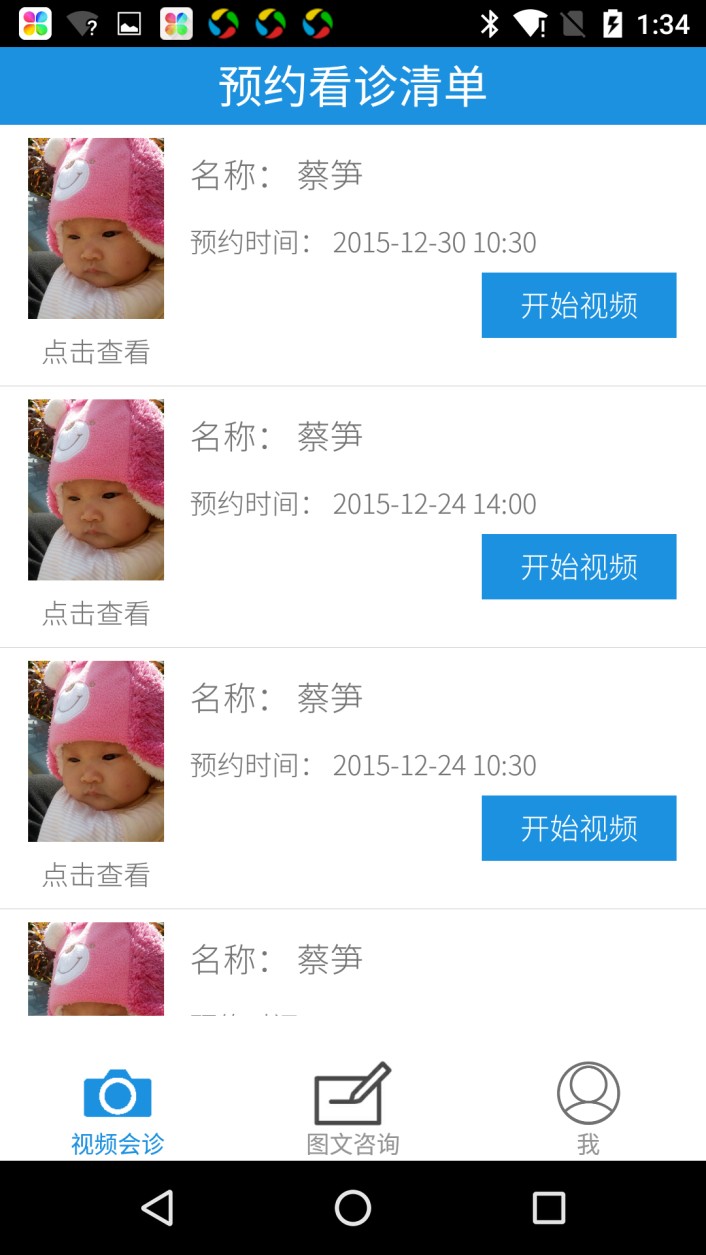 1:34
预约看诊清单
名称： 蔡笋
预约时间： 2015-12-30 10:30
开始视频
点击查看
名称： 蔡笋
预约时间： 2015-12-24 14:00
开始视频
点击查看
名称： 蔡笋
预约时间： 2015-12-24 10:30
开始视频
点击查看
名称： 蔡笋
视频会诊
图文咨询
我